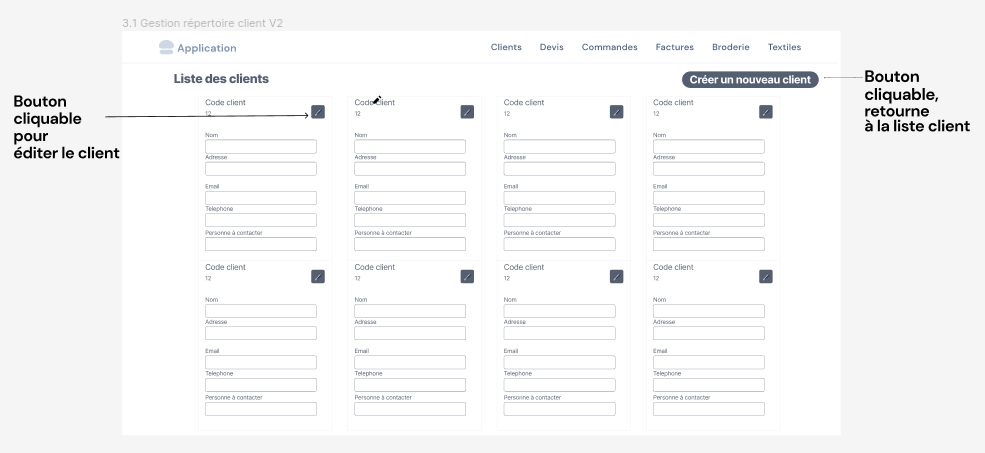 3.1 Gestion répertoire client V2
Application
Clients Devis Commandes Factures Broderie Textiles
Liste des clients
Créer un nouveau client
Bouton
cliquable
pour
éditer le client
Bouton
cliquable,
retourne
à la liste client
Code client Code client Code client Code client
12 12 12 12
Nom Nom Nom Nom
Adresse Adresse Adresse Adresse
Email Email Email Email
Telephone Telephone Telephone Telephone
Personne à contacter Personne à contacter Personne à contacter Personne à contacter
Code client Code client Code client Code client
12 12 12 12
Nom Nom Nom Nom
Adresse Adresse Adresse Adresse
Email Email Email Email
Telephone Telephone Telephone Telephone
Personne à contacter Personne à contacter Personne à contacter Personne à contacter